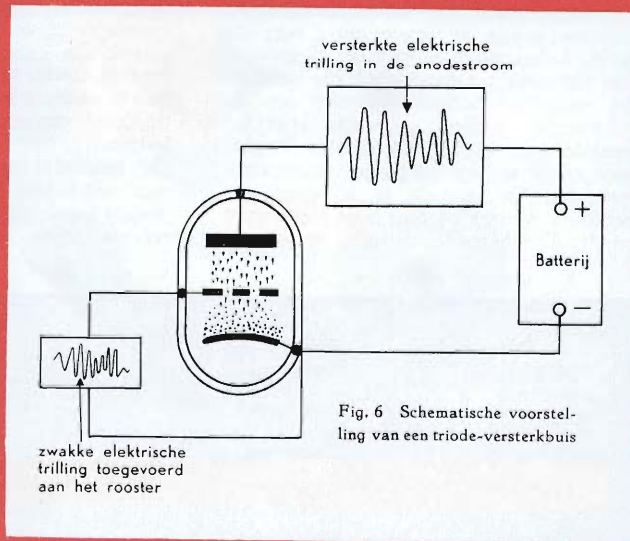 versterkte elektrische
trilling in de anodestroom
+
Batterij
−
Fig. 6 Schematische voorstel-
ling van een triode-versterkbuis
zwakke elektrische
trilling toegevoerd
aan het rooster